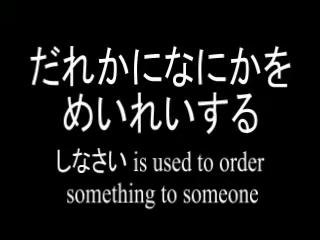 だれかになにかを
めいれいする
しなさい is used to order
something to someone